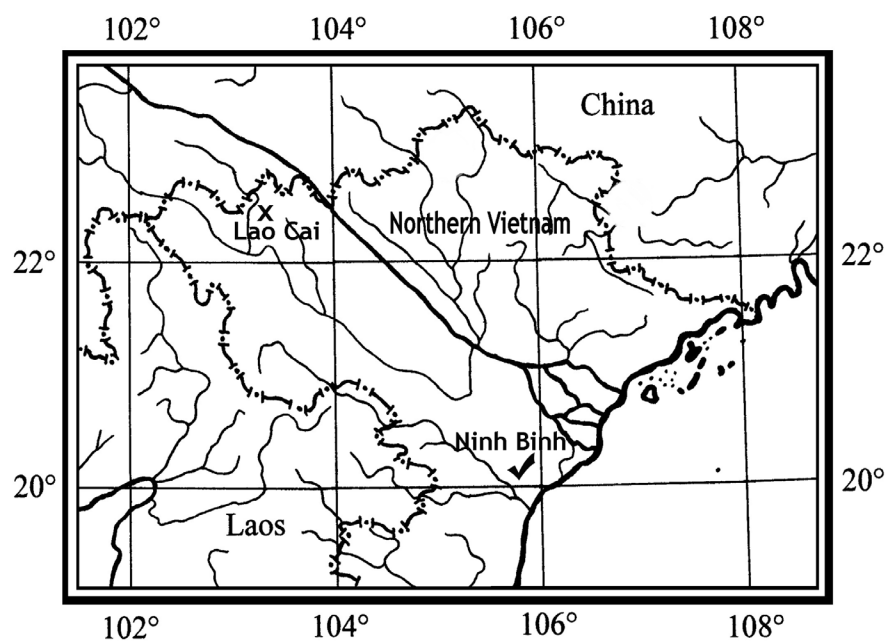 102° 104° 106° 108°
China
x
Northern Vietnam
Lao Cai
22° 22°
Ninh Binh
20° 20°
Laos
102° 104° 106° 108°